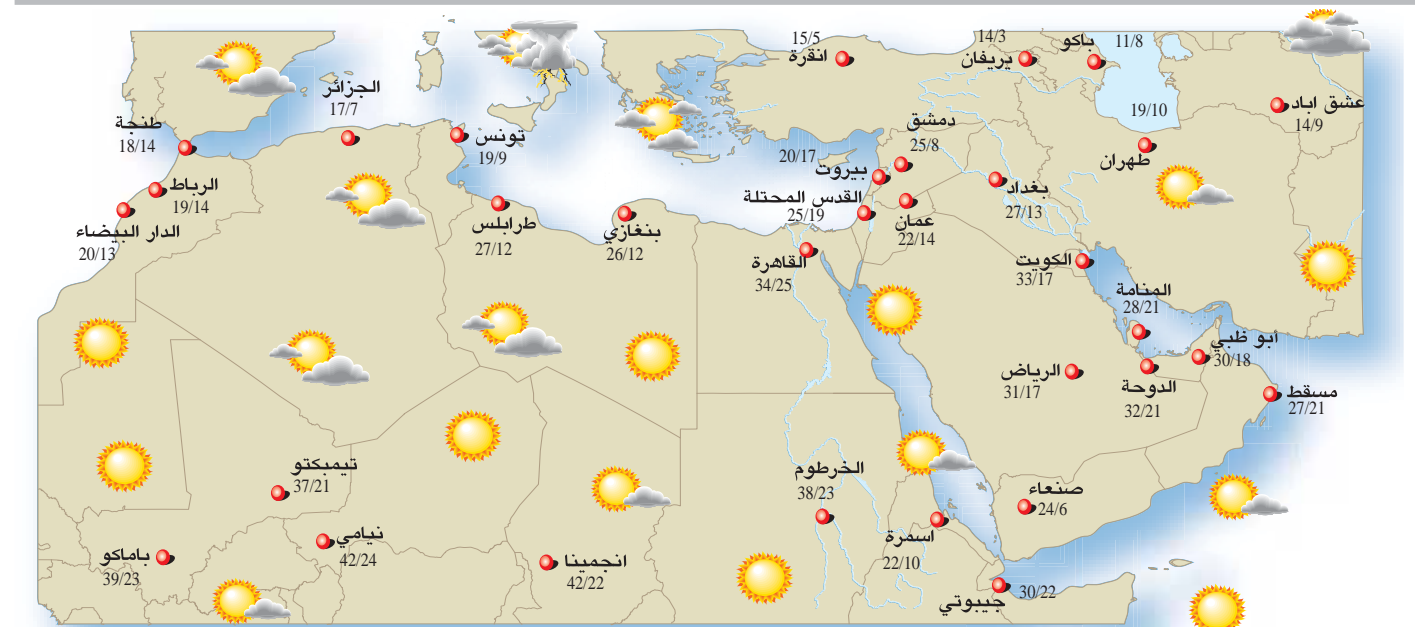 15/5
انقرة
14/3
يريفان
باكو
11/8
عشق اباد
14/9
19/10
طهران
الجزائر
17/7
طنجة
18/14
تونس
19/9
دمشق
25/8
20/17
بيروت
بغداد
27/13
الرباط
19/14
القدس المحتلة
25/19
عمان
22/14
الدار البيضاء
20/13
طرابلس
27/12
بنغازي
26/12
القاهرة
34/25
الكويت
33/17
المنامة
28/21
أبو ظبي
30/18
الرياض
31/17
الدوحة
32/21
مسقط
27/21
تيمبكتو
37/21
الخرطوم
38/23
صنعاء
24/6
نيامي
42/24
باماكو
39/23
انجمينا
42/22
اسمرة
22/10
30/22
جيبوتي